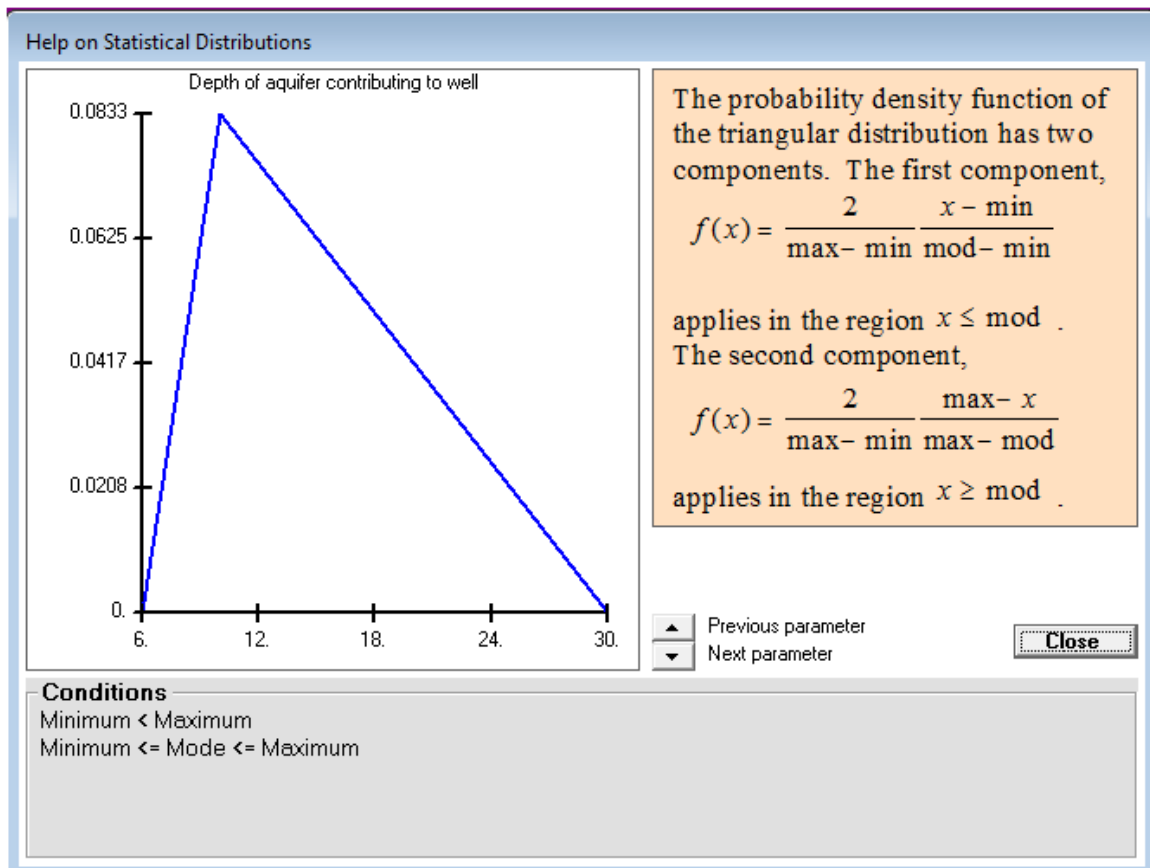 Help on Statistical Distributions
Depth of aquifer contributing to well
0.0833
0.0625
0.0417
0.0208
0.
6.
12.
18.
24.
30.
The probability density function of
the triangular distribution has two
components. The first component,
f(x) = 2 / (max− min) (x − min) / (mod− min)
applies in the region x ≤ mod .
The second component,
f(x) = 2 / (max− min) (max− x) / (max− mod)
applies in the region x ≥ mod .
Previous parameter
Next parameter
Close
Conditions
Minimum < Maximum
Minimum <= Mode <= Maximum